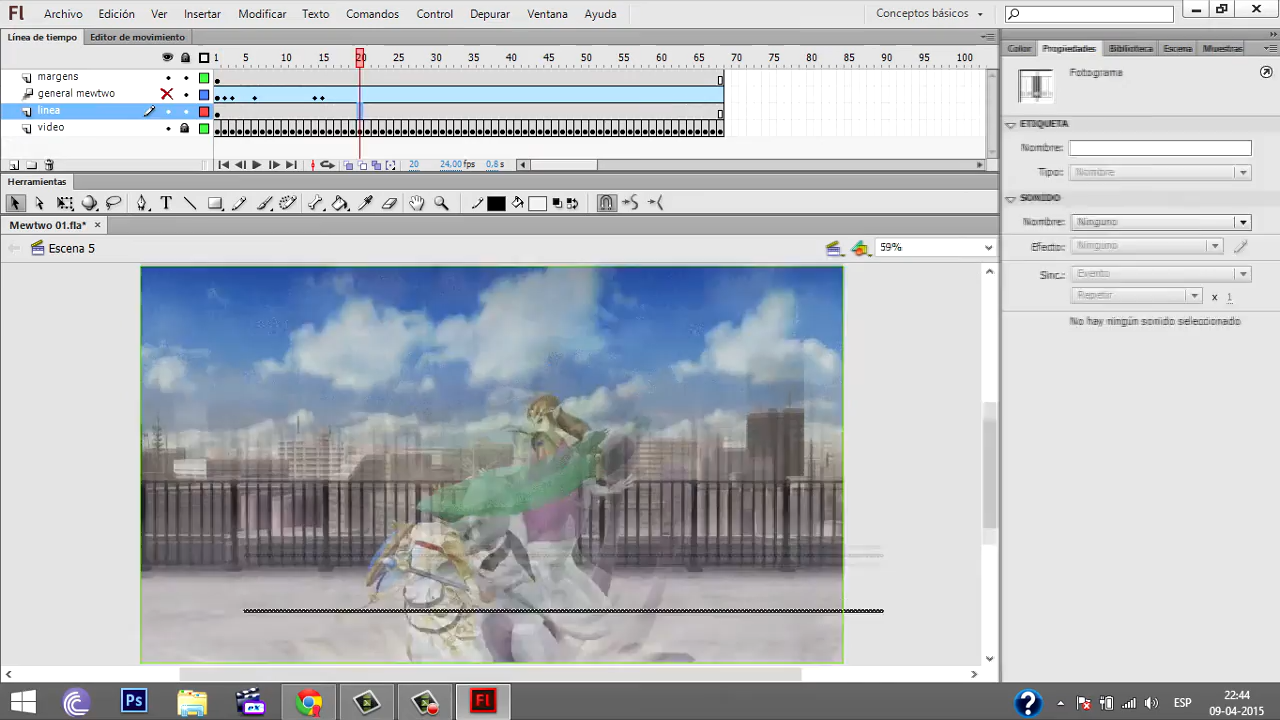 Fl Archivo Edición Ver Insertar Modificar Texto Comandos Control Depurar Ventana Ayuda Conceptos básicos
Línea de tiempo Editor de movimiento
1 5 10 15 20 25 30 35 40 45 50 55 60 65 70 75 80 85 90 95 100
margens
general mewtwo
linea
video
20 24,00 fps 0,8 s
Herramientas
Mewtwo 01.fla* ×
Escena 5 59%
Color Propiedades Biblioteca Escena Muestras
Fotograma
ETIQUETA
Nombre:
Tipo: Nombre
SONIDO
Nombre: Ninguno
Efecto: Ninguno
Sinc.: Evento
Repetir x 1
No hay ningún sonido seleccionado
Ps Fl ? ESP 22:44
09-04-2015